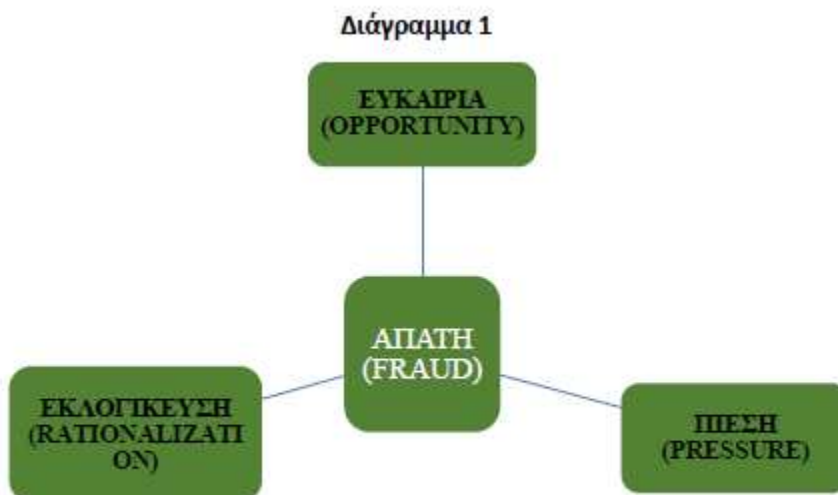 Διάγραμμα 1
ΕΥΚΑΙΡΙΑ
(OPPORTUNITY)
ΑΠΑΤΗ
(FRAUD)
ΕΚΛΟΓΙΚΕΥΣΗ
(RATIONALIZATI
ON)
ΠΙΕΣΗ
(PRESSURE)